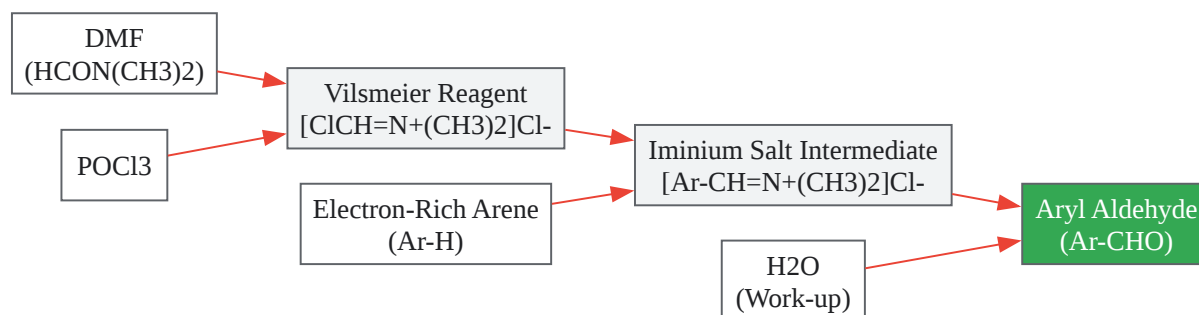 DMF
(HCON(CH3)2)
POCl3
Vilsmeier Reagent
[ClCH=N+(CH3)2]Cl-
Electron-Rich Arene
(Ar-H)
Iminium Salt Intermediate
[Ar-CH=N+(CH3)2]Cl-
H2O
(Work-up)
Aryl Aldehyde
(Ar-CHO)